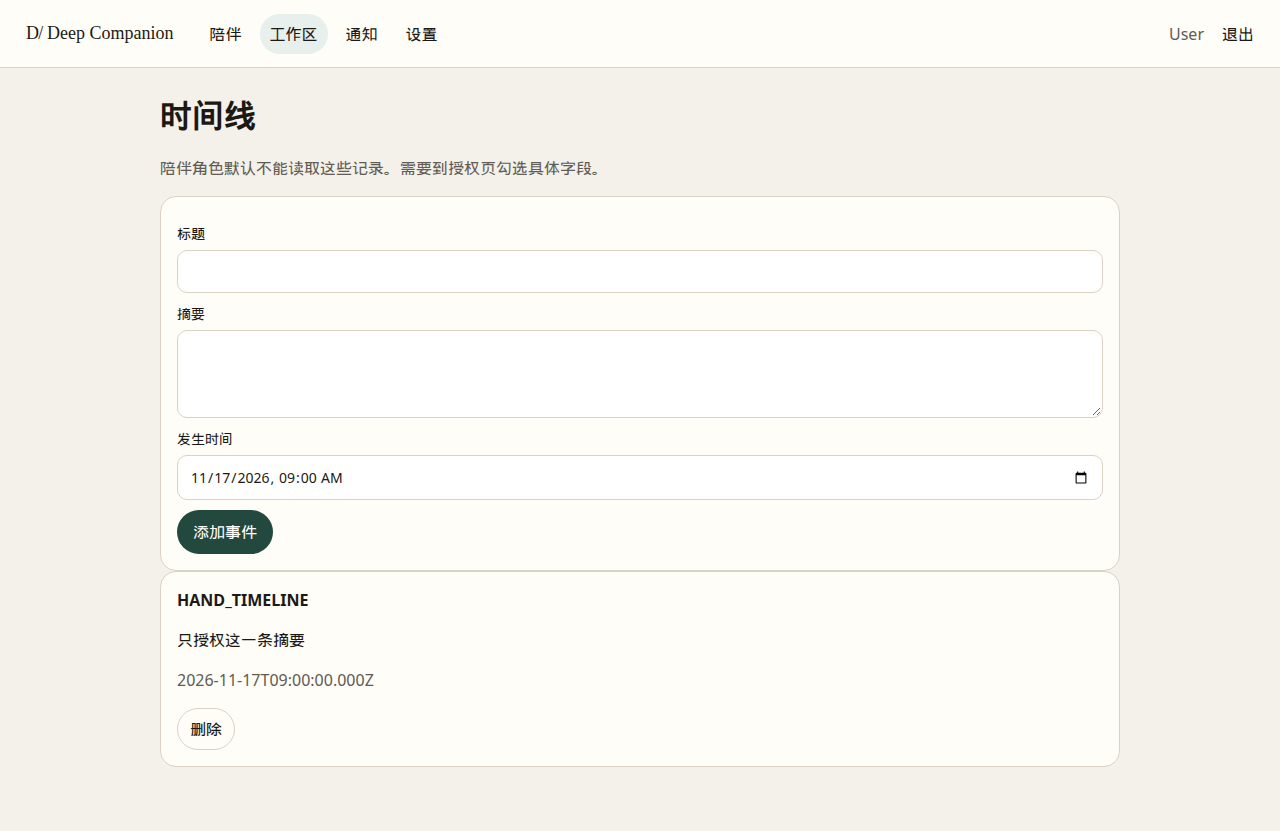 D/ Deep Companion 陪伴 工作区 通知 设置 User 退出
时间线
陪伴角色默认不能读取这些记录。需要到授权页勾选具体字段。
标题
摘要
发生时间
11/17/2026, 09:00 AM
添加事件
HAND_TIMELINE
只授权这一条摘要
2026-11-17T09:00:00.000Z
删除